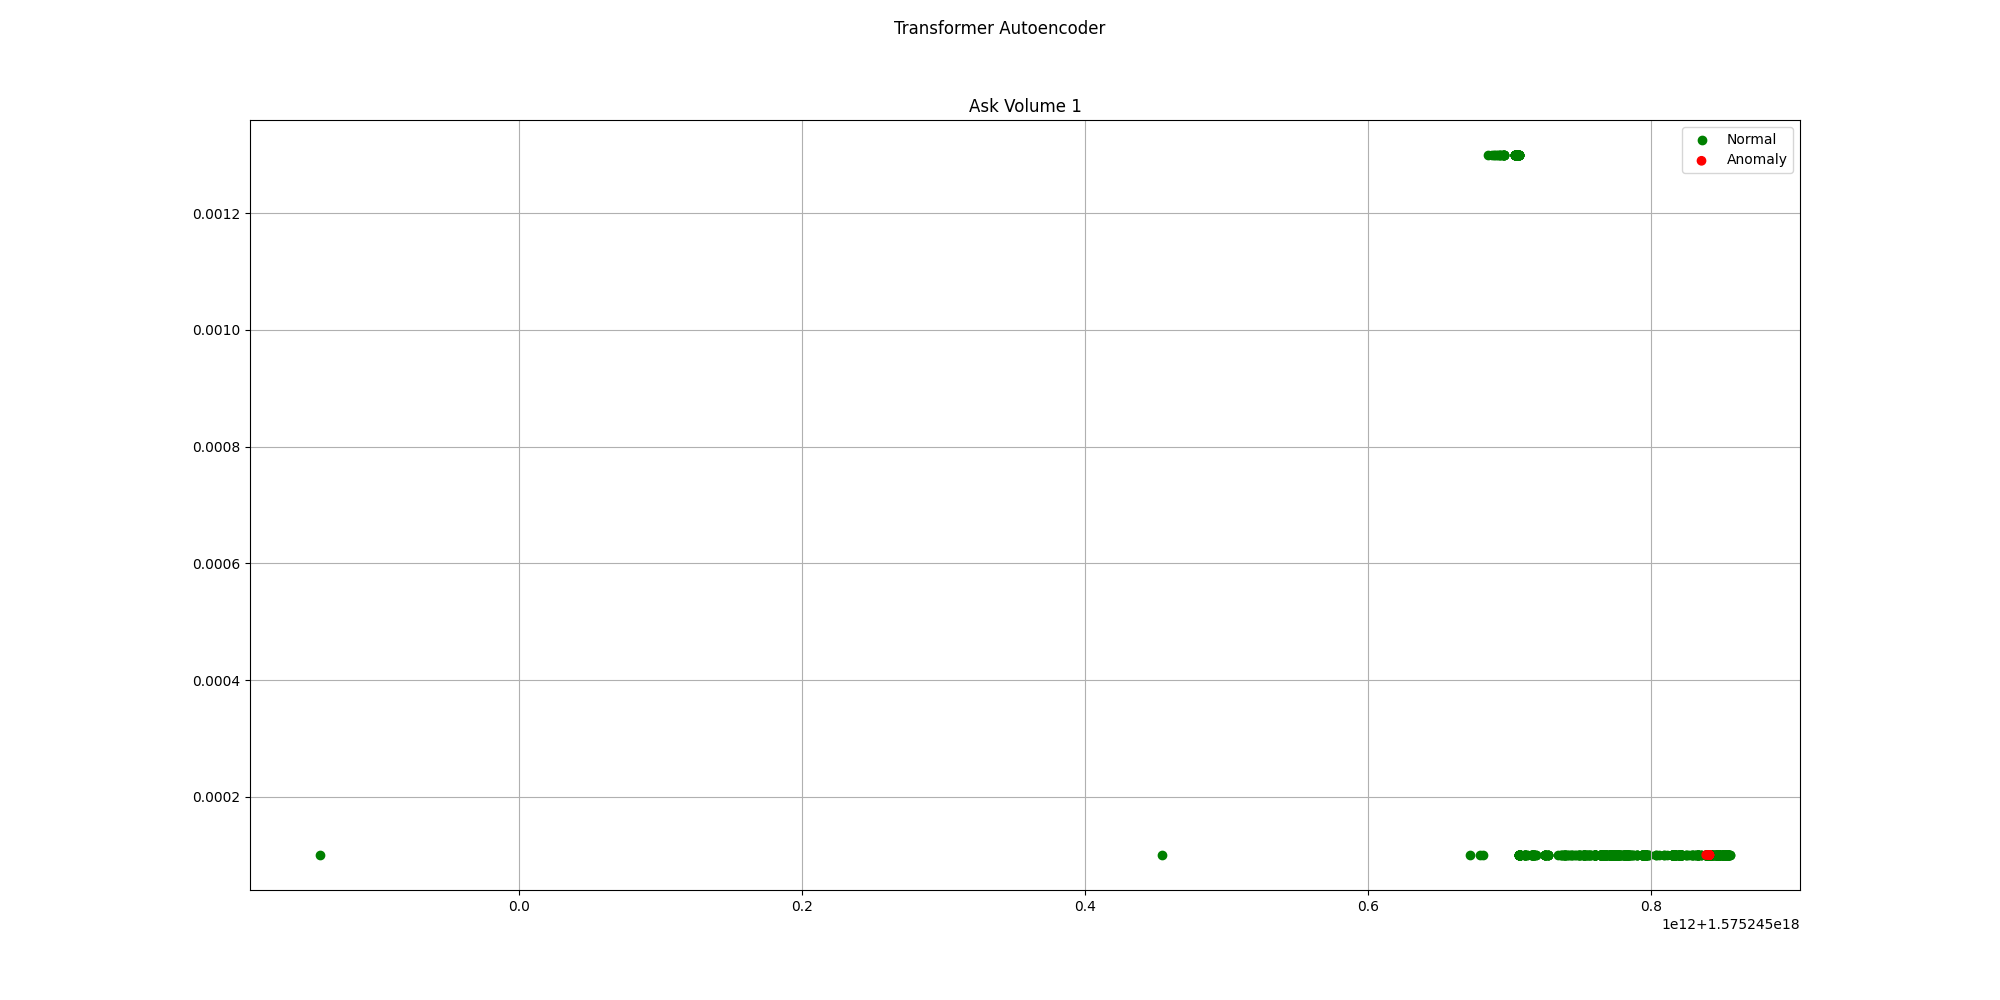 Transformer Autoencoder
Ask Volume 1
Normal
Anomaly
0.0012
0.0010
0.0008
0.0006
0.0004
0.0002
0.0 0.2 0.4 0.6 0.8
1e12+1.575245e18